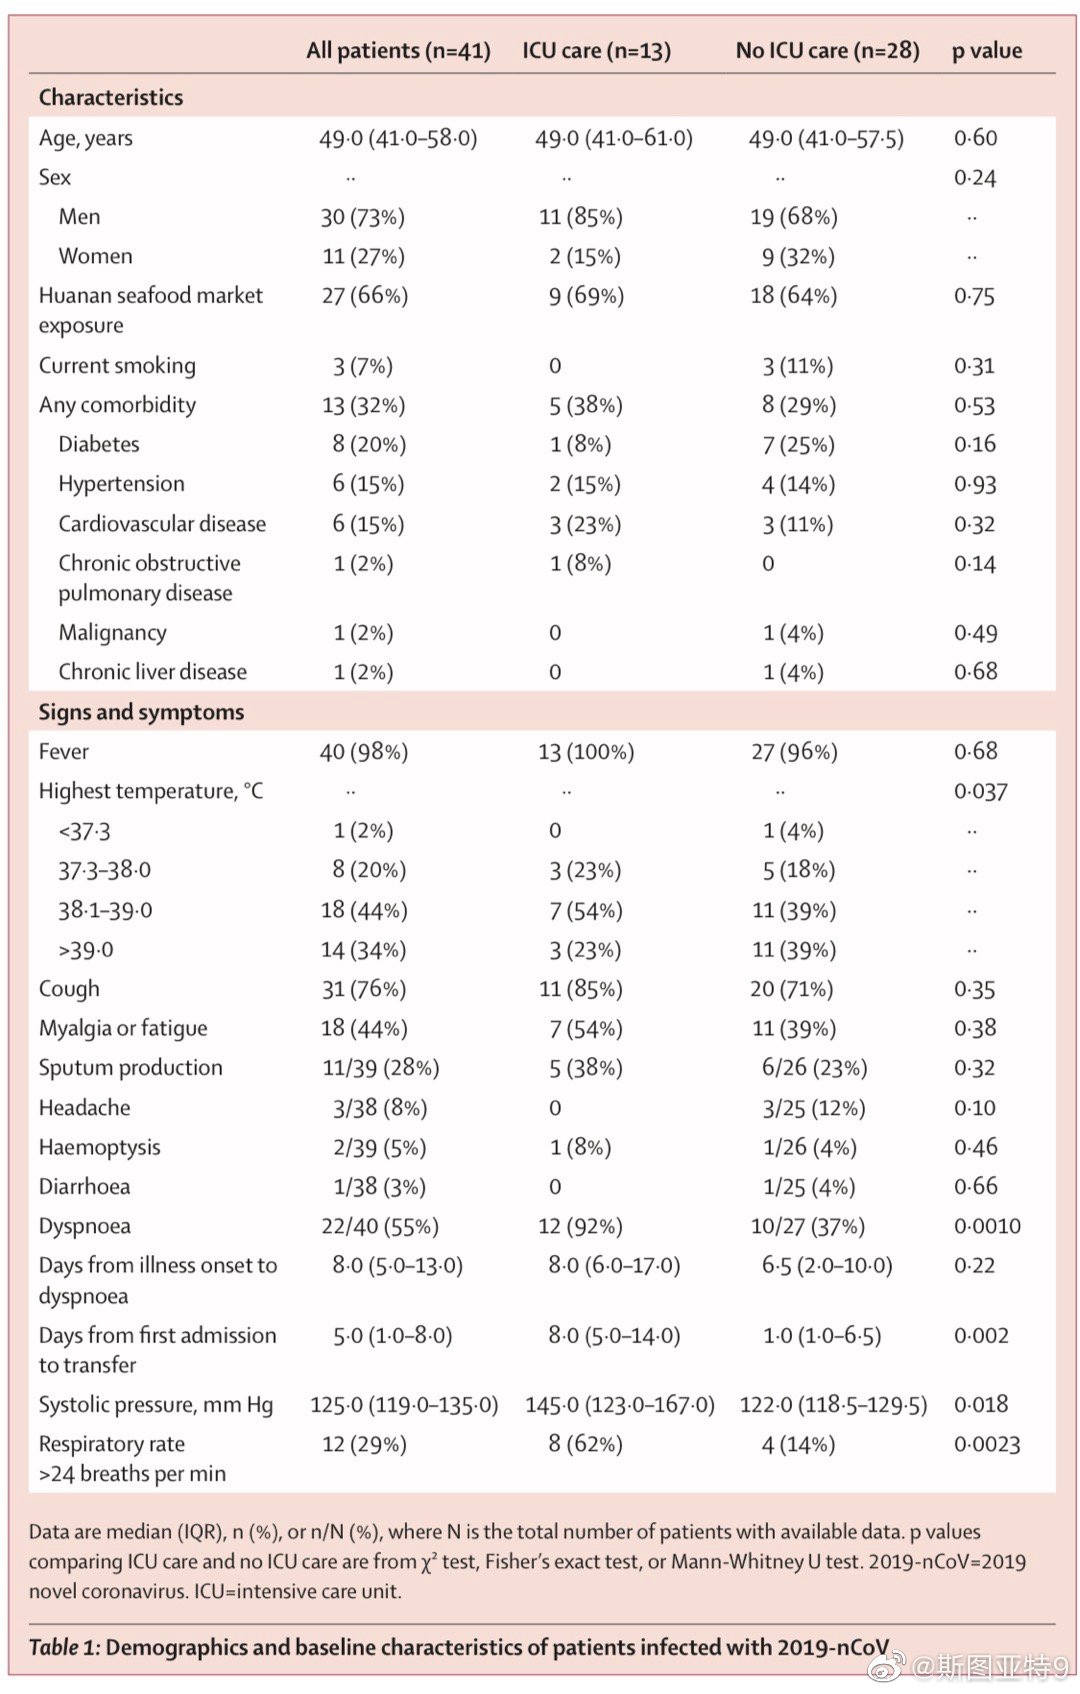 All patients (n=41) ICU care (n=13) No ICU care (n=28) p value
Characteristics
Age, years 49·0 (41·0–58·0) 49·0 (41·0–61·0) 49·0 (41·0–57·5) 0·60
Sex ·· ·· ·· 0·24
Men 30 (73%) 11 (85%) 19 (68%) ··
Women 11 (27%) 2 (15%) 9 (32%) ··
Huanan seafood market 27 (66%) 9 (69%) 18 (64%) 0·75
exposure
Current smoking 3 (7%) 0 3 (11%) 0·31
Any comorbidity 13 (32%) 5 (38%) 8 (29%) 0·53
Diabetes 8 (20%) 1 (8%) 7 (25%) 0·16
Hypertension 6 (15%) 2 (15%) 4 (14%) 0·93
Cardiovascular disease 6 (15%) 3 (23%) 3 (11%) 0·32
Chronic obstructive 1 (2%) 1 (8%) 0 0·14
pulmonary disease
Malignancy 1 (2%) 0 1 (4%) 0·49
Chronic liver disease 1 (2%) 0 1 (4%) 0·68
Signs and symptoms
Fever 40 (98%) 13 (100%) 27 (96%) 0·68
Highest temperature, °C ·· ·· ·· 0·037
<37·3 1 (2%) 0 1 (4%) ··
37·3–38·0 8 (20%) 3 (23%) 5 (18%) ··
38·1–39·0 18 (44%) 7 (54%) 11 (39%) ··
>39·0 14 (34%) 3 (23%) 11 (39%) ··
Cough 31 (76%) 11 (85%) 20 (71%) 0·35
Myalgia or fatigue 18 (44%) 7 (54%) 11 (39%) 0·38
Sputum production 11/39 (28%) 5 (38%) 6/26 (23%) 0·32
Headache 3/38 (8%) 0 3/25 (12%) 0·10
Haemoptysis 2/39 (5%) 1 (8%) 1/26 (4%) 0·46
Diarrhoea 1/38 (3%) 0 1/25 (4%) 0·66
Dyspnoea 22/40 (55%) 12 (92%) 10/27 (37%) 0·0010
Days from illness onset to 8·0 (5·0–13·0) 8·0 (6·0–17·0) 6·5 (2·0–10·0) 0·22
dyspnoea
Days from first admission 5·0 (1·0–8·0) 8·0 (5·0–14·0) 1·0 (1·0–6·5) 0·002
to transfer
Systolic pressure, mm Hg 125·0 (119·0–135·0) 145·0 (123·0–167·0) 122·0 (118·5–129·5) 0·018
Respiratory rate 12 (29%) 8 (62%) 4 (14%) 0·0023
>24 breaths per min
Data are median (IQR), n (%), or n/N (%), where N is the total number of patients with available data. p values
comparing ICU care and no ICU care are from χ² test, Fisher's exact test, or Mann-Whitney U test. 2019-nCoV=2019
novel coronavirus. ICU=intensive care unit.
Table 1: Demographics and baseline characteristics of patients infected with 2019-nCoV
@斯图亚特9